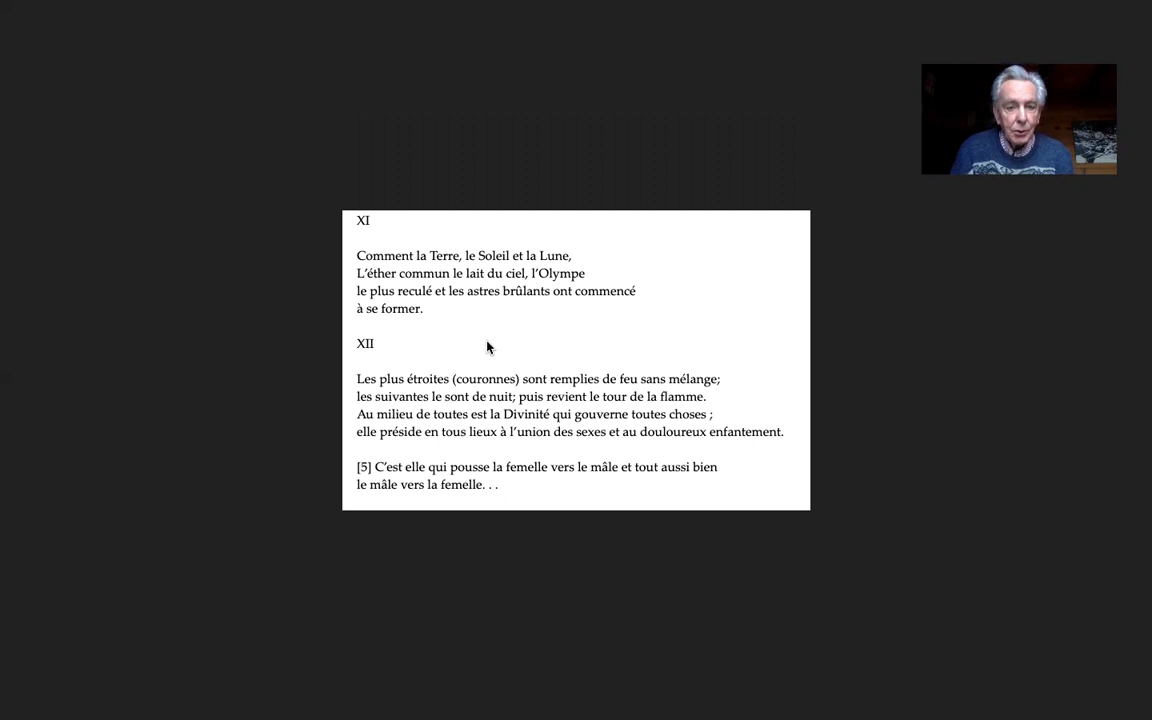 XI
Comment la Terre, le Soleil et la Lune,
L’éther commun le lait du ciel, l’Olympe
le plus reculé et les astres brûlants ont commencé
à se former.
XII
Les plus étroites (couronnes) sont remplies de feu sans mélange;
les suivantes le sont de nuit; puis revient le tour de la flamme.
Au milieu de toutes est la Divinité qui gouverne toutes choses ;
elle préside en tous lieux à l’union des sexes et au douloureux enfantement.
[5] C’est elle qui pousse la femelle vers le mâle et tout aussi bien
le mâle vers la femelle. . .